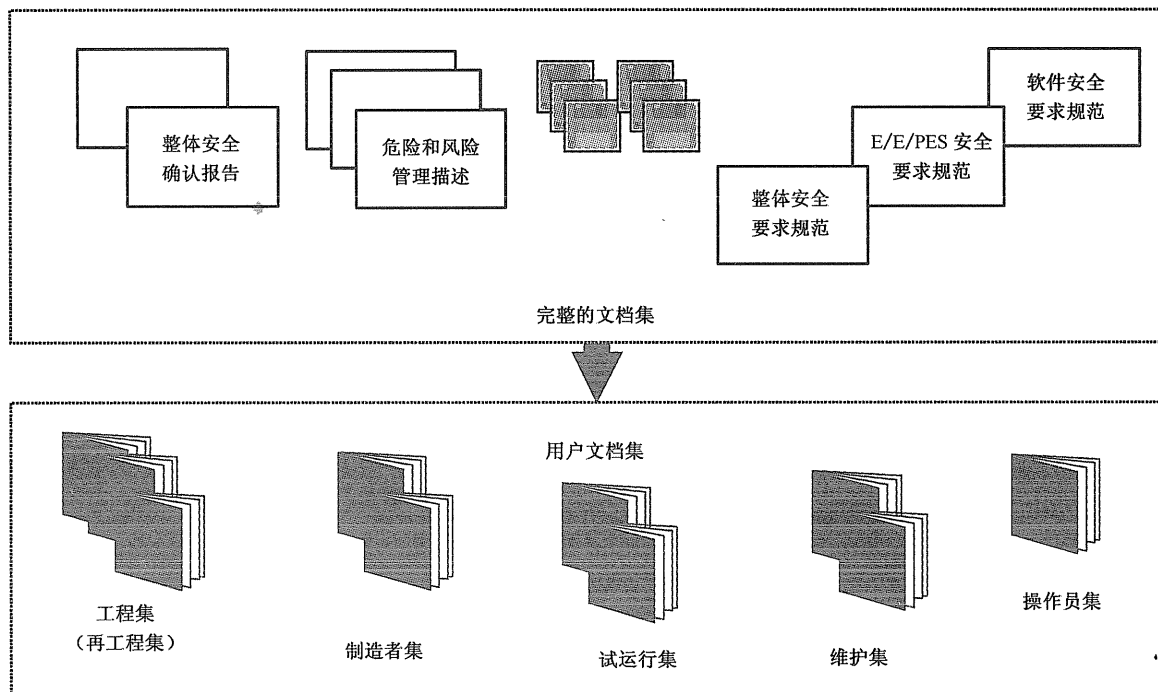 整体安全
确认报告
危险和风险
管理描述
整体安全
要求规范
E/E/PES 安全
要求规范
软件安全
要求规范
完整的文档集
用户文档集
工程集
（再工程集）
制造者集
试运行集
维护集
操作员集